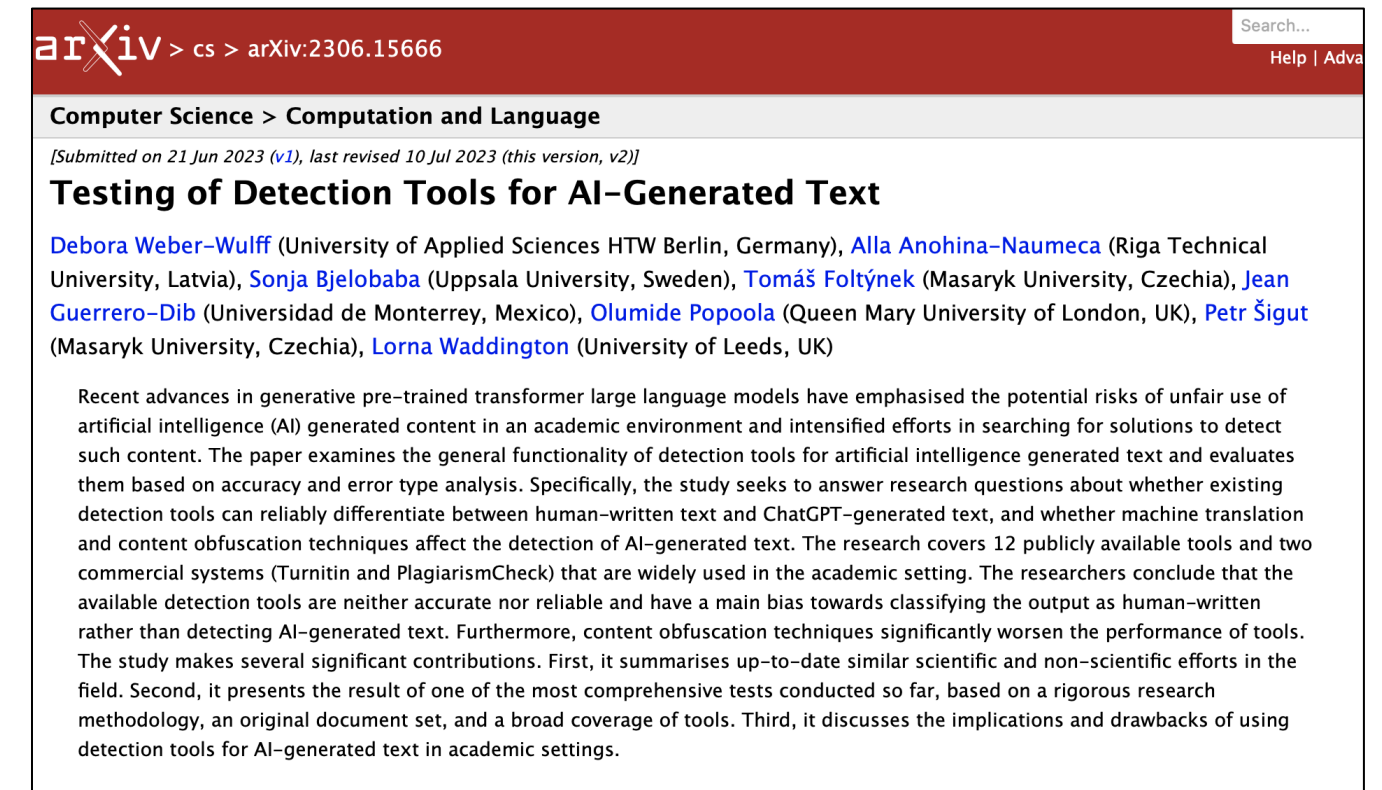 arXiv > cs > arXiv:2306.15666
Search...
Help | Adva
Computer Science > Computation and Language
[Submitted on 21 Jun 2023 (v1), last revised 10 Jul 2023 (this version, v2)]
Testing of Detection Tools for AI-Generated Text
Debora Weber-Wulff (University of Applied Sciences HTW Berlin, Germany), Alla Anohina-Naumeca (Riga Technical
University, Latvia), Sonja Bjelobaba (Uppsala University, Sweden), Tomáš Foltýnek (Masaryk University, Czechia), Jean
Guerrero-Dib (Universidad de Monterrey, Mexico), Olumide Popoola (Queen Mary University of London, UK), Petr Šigut
(Masaryk University, Czechia), Lorna Waddington (University of Leeds, UK)
Recent advances in generative pre-trained transformer large language models have emphasised the potential risks of unfair use of
artificial intelligence (AI) generated content in an academic environment and intensified efforts in searching for solutions to detect
such content. The paper examines the general functionality of detection tools for artificial intelligence generated text and evaluates
them based on accuracy and error type analysis. Specifically, the study seeks to answer research questions about whether existing
detection tools can reliably differentiate between human-written text and ChatGPT-generated text, and whether machine translation
and content obfuscation techniques affect the detection of AI-generated text. The research covers 12 publicly available tools and two
commercial systems (Turnitin and PlagiarismCheck) that are widely used in the academic setting. The researchers conclude that the
available detection tools are neither accurate nor reliable and have a main bias towards classifying the output as human-written
rather than detecting AI-generated text. Furthermore, content obfuscation techniques significantly worsen the performance of tools.
The study makes several significant contributions. First, it summarises up-to-date similar scientific and non-scientific efforts in the
field. Second, it presents the result of one of the most comprehensive tests conducted so far, based on a rigorous research
methodology, an original document set, and a broad coverage of tools. Third, it discusses the implications and drawbacks of using
detection tools for AI-generated text in academic settings.